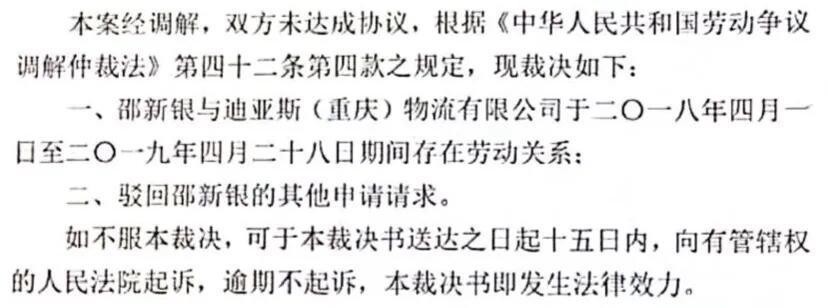 本案经调解，双方未达成协议，根据《中华人民共和国劳动争议
调解仲裁法》第四十二条第四款之规定，现裁决如下：
一、邵新银与迪亚斯（重庆）物流有限公司于二〇一八年四月一
日至二〇一九年四月二十八日期间存在劳动关系；
二、驳回邵新银的其他申请请求。
如不服本裁决，可于本裁决书送达之日起十五日内，向有管辖权
的人民法院起诉，逾期不起诉，本裁决书即发生法律效力。